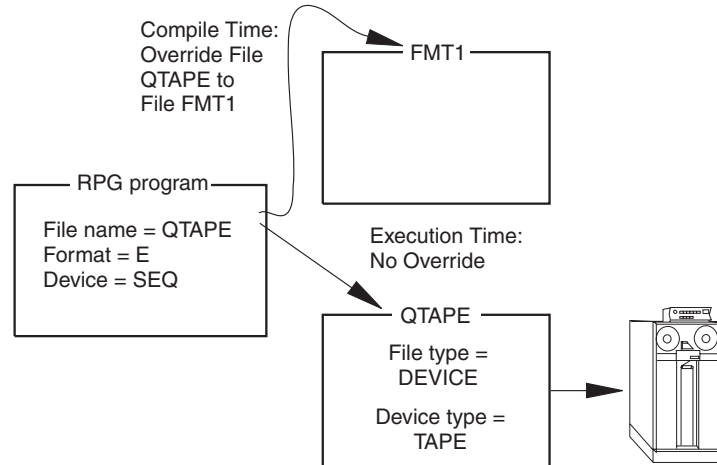 Compile Time:
Override File
QTAPE to
File FMT1
FMT1
RPG program
File name = QTAPE
Format = E
Device = SEQ
Execution Time:
No Override
QTAPE
File type =
DEVICE
Device type =
TAPE